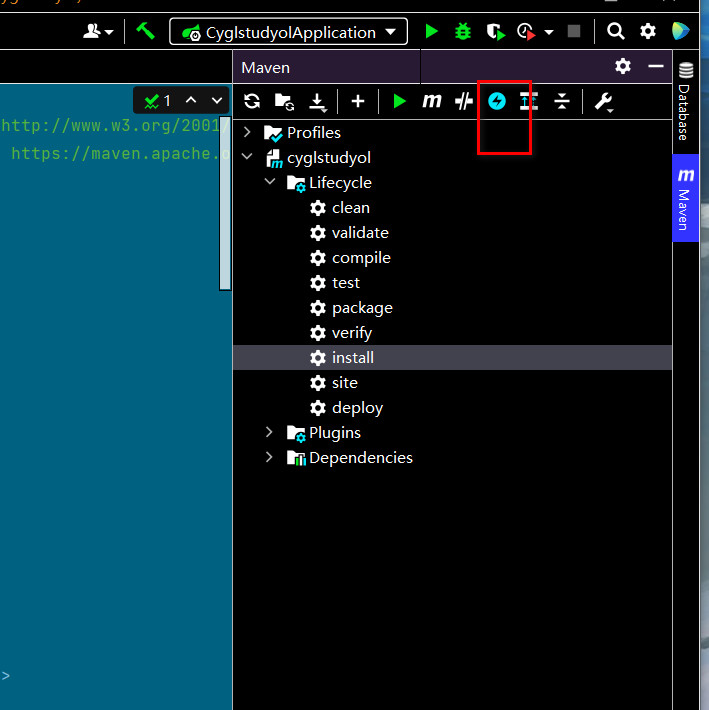 CyglstudyolApplication
Maven
1
http://www.w3.org/2001/
https://maven.apache.o
Profiles
cyglstudyol
Lifecycle
clean
validate
compile
test
package
verify
install
site
deploy
Plugins
Dependencies
>
Database
m Maven